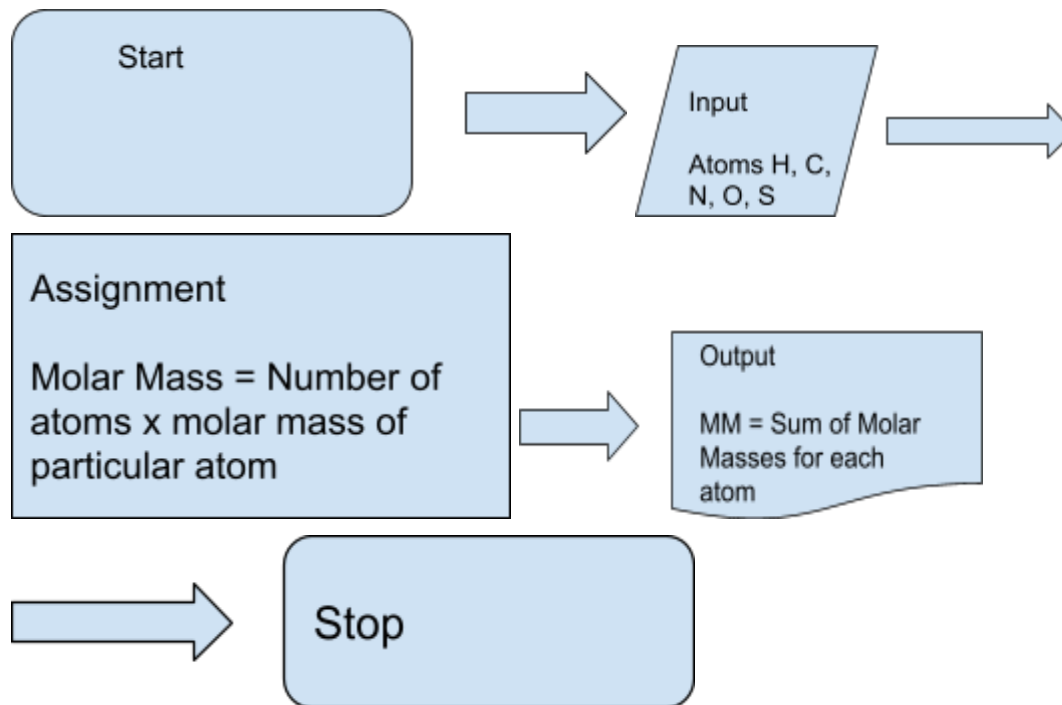 Start
Input
Atoms H, C,
N, O, S
Assignment
Molar Mass = Number of
atoms x molar mass of
particular atom
Output
MM = Sum of Molar
Masses for each
atom
Stop